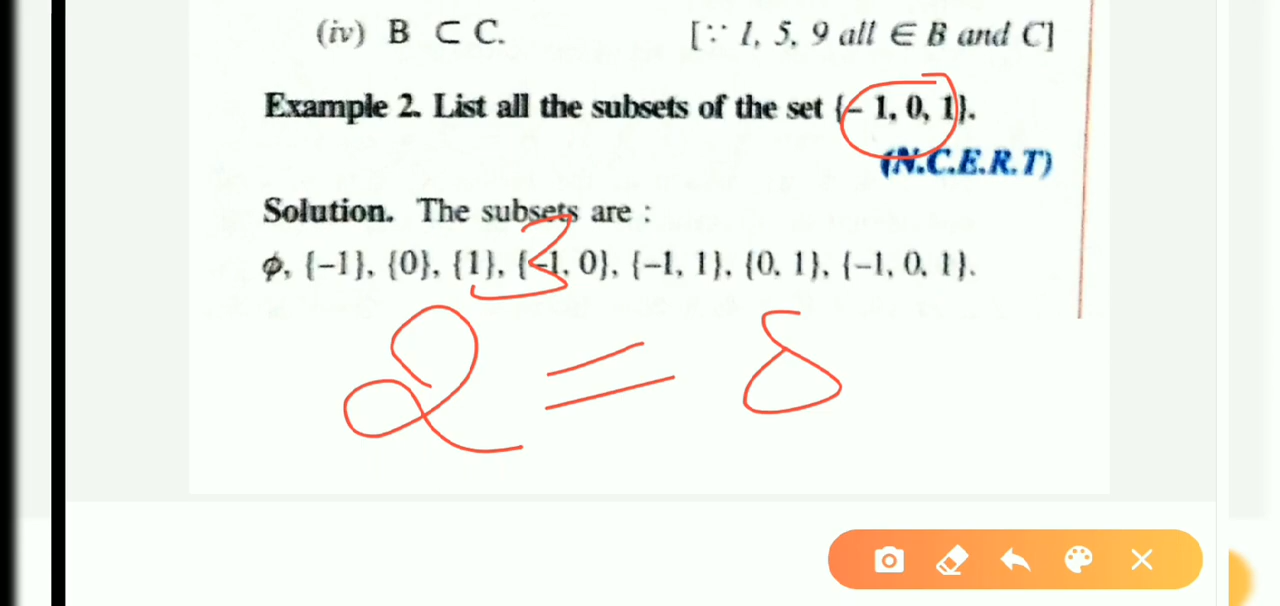 (iv) B ⊂ C. [∵ 1, 5, 9 all ∈ B and C]
Example 2. List all the subsets of the set {– 1, 0, 1}.
(N.C.E.R.T)
Solution. The subsets are :
φ, {–1}, {0}, {1}, {–1, 0}, {–1, 1}, {0, 1}, {–1, 0, 1}.
2³ = 8